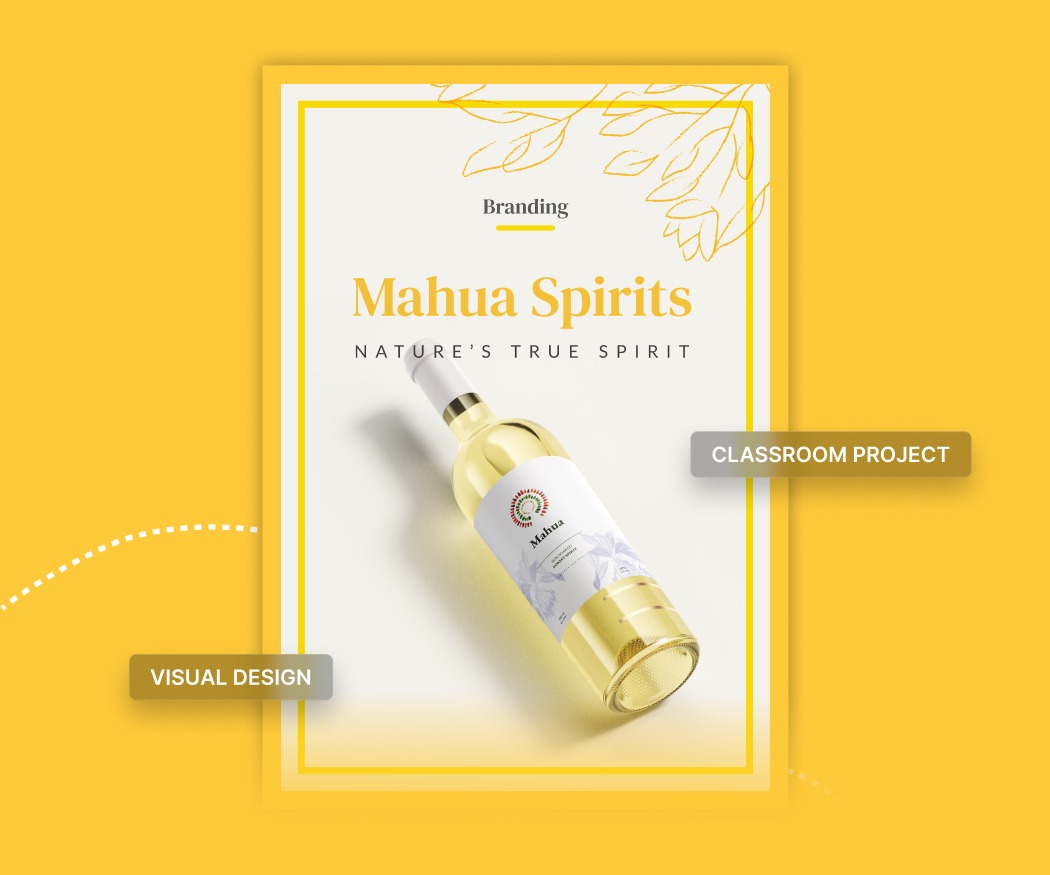 Branding
Mahua Spirits
NATURE'S TRUE SPIRIT
CLASSROOM PROJECT
Mahua
VISUAL DESIGN